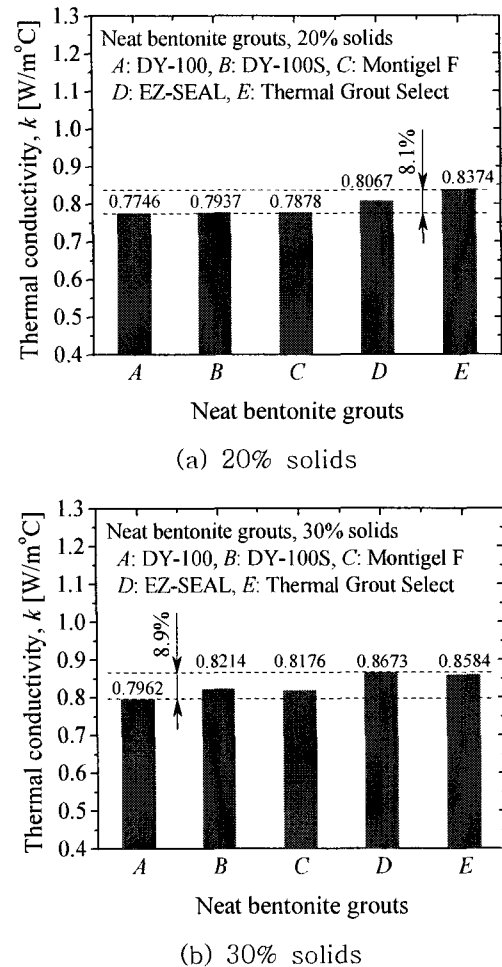 Neat bentonite grouts, 20% solids
A: DY-100, B: DY-100S, C: Montigel F
D: EZ-SEAL, E: Thermal Grout Select
Thermal conductivity, k [W/m°C]
1.3
1.2
1.1
1.0
0.9
0.8
0.7
0.6
0.5
0.4
0.7746
0.7937
0.7878
0.8067
8.1%
0.8374
A
B
C
D
E
Neat bentonite grouts
(a) 20% solids
Neat bentonite grouts, 30% solids
A: DY-100, B: DY-100S, C: Montigel F
D: EZ-SEAL, E: Thermal Grout Select
Thermal conductivity, k [W/m°C]
1.3
1.2
1.1
1.0
0.9
0.8
0.7
0.6
0.5
0.4
0.7962
8.9%
0.8214
0.8176
0.8673
0.8584
A
B
C
D
E
Neat bentonite grouts
(b) 30% solids